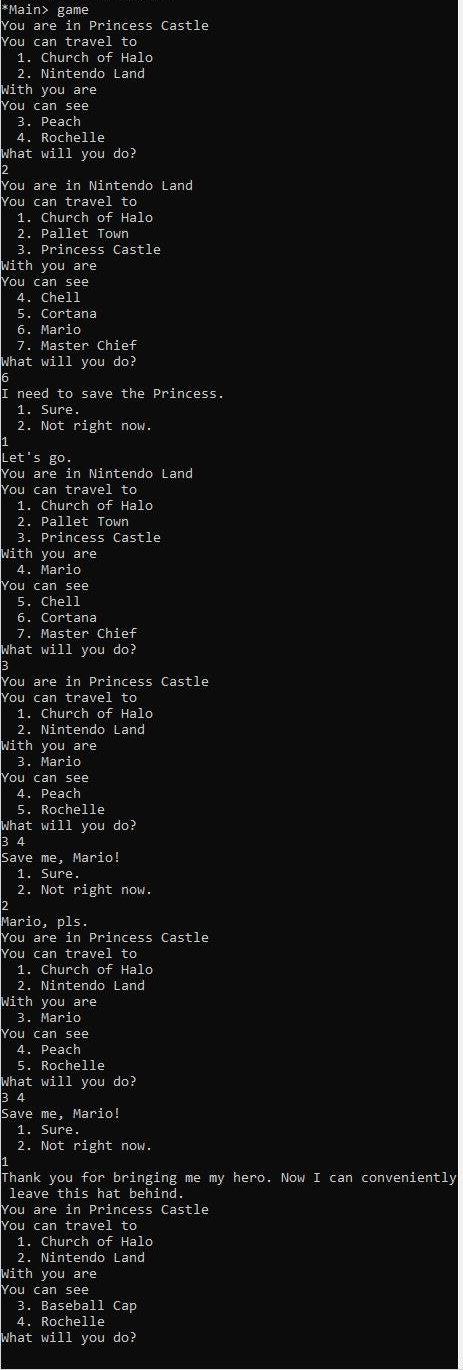 *Main> game
You are in Princess Castle
You can travel to
  1. Church of Halo
  2. Nintendo Land
With you are
You can see
  3. Peach
  4. Rochelle
What will you do?
2
You are in Nintendo Land
You can travel to
  1. Church of Halo
  2. Pallet Town
  3. Princess Castle
With you are
You can see
  4. Chell
  5. Cortana
  6. Mario
  7. Master Chief
What will you do?
6
I need to save the Princess.
  1. Sure.
  2. Not right now.
1
Let's go.
You are in Nintendo Land
You can travel to
  1. Church of Halo
  2. Pallet Town
  3. Princess Castle
With you are
  4. Mario
You can see
  5. Chell
  6. Cortana
  7. Master Chief
What will you do?
3
You are in Princess Castle
You can travel to
  1. Church of Halo
  2. Nintendo Land
With you are
  3. Mario
You can see
  4. Peach
  5. Rochelle
What will you do?
3 4
Save me, Mario!
  1. Sure.
  2. Not right now.
2
Mario, pls.
You are in Princess Castle
You can travel to
  1. Church of Halo
  2. Nintendo Land
With you are
  3. Mario
You can see
  4. Peach
  5. Rochelle
What will you do?
3 4
Save me, Mario!
  1. Sure.
  2. Not right now.
1
Thank you for bringing me my hero. Now I can conveniently
 leave this hat behind.
You are in Princess Castle
You can travel to
  1. Church of Halo
  2. Nintendo Land
With you are
You can see
  3. Baseball Cap
  4. Rochelle
What will you do?